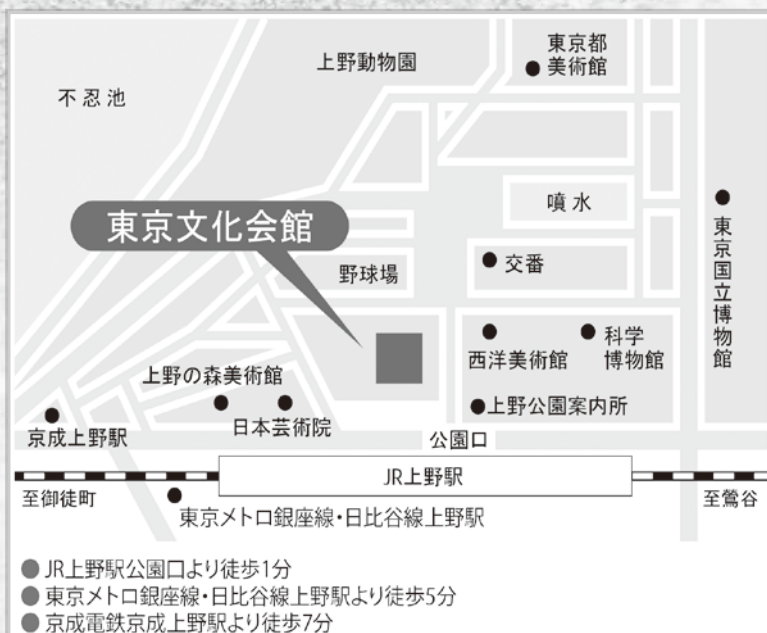 上野動物園
東京都
美術館
不忍池
噴水
東京文化会館
野球場
交番
東京国立博物館
西洋美術館
科学
博物館
上野の森美術館
日本芸術院
上野公園案内所
京成上野駅
公園口
JR上野駅
至御徒町
至鶯谷
東京メトロ銀座線・日比谷線上野駅
● JR上野駅公園口より徒歩1分
● 東京メトロ銀座線・日比谷線上野駅より徒歩5分
● 京成電鉄京成上野駅より徒歩7分